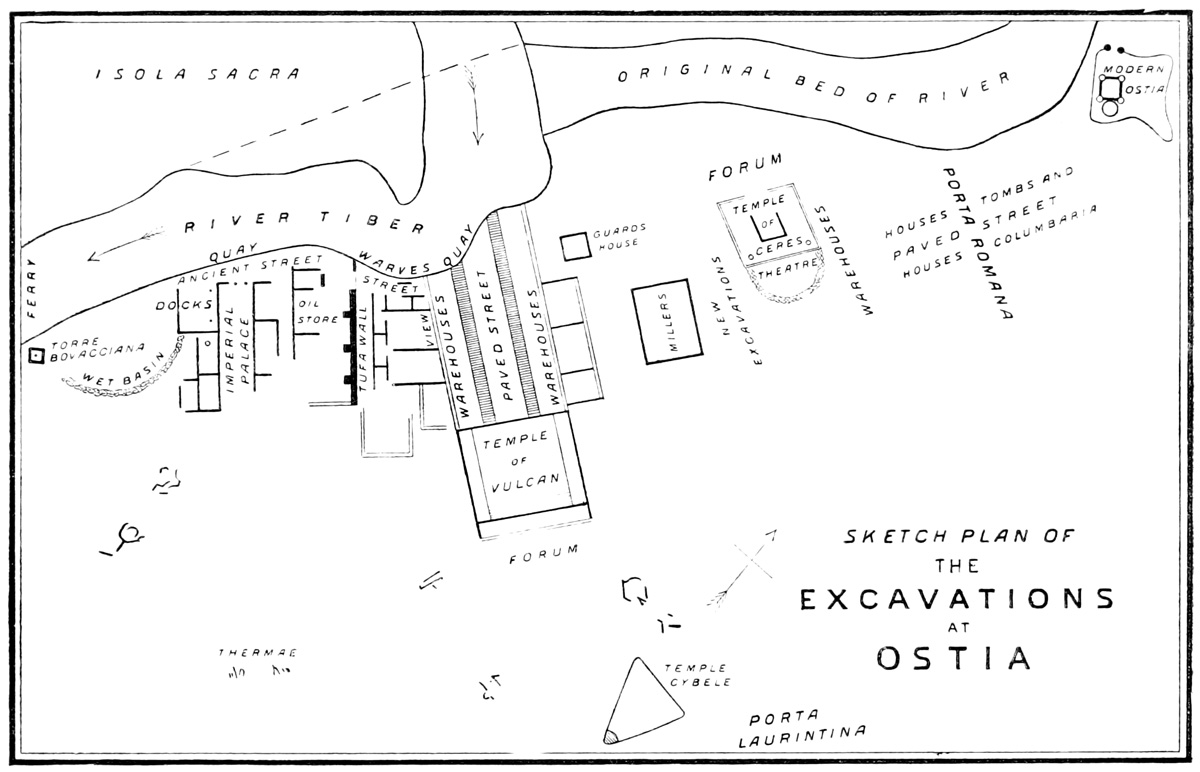 ISOLA SACRA
ORIGINAL BED OF RIVER
MODERN
OSTIA
RIVER TIBER
FERRY
QUAY
ANCIENT STREET
WARVES QUAY
STREET
DOCKS
IMPERIAL
PALACE
OIL
STORE
TUFA WALL
VIEW
WAREHOUSES
PAVED STREET
WAREHOUSES
TORRE
BOVACCIANA
WET BASIN
GUARDS
HOUSE
MILLERS
FORUM
TEMPLE
OF
CERES
THEATRE
WAREHOUSES
NEW
EXCAVATIONS
PORTA ROMANA
HOUSES TOMBS AND
PAVED STREET
HOUSES COLUMBARIA
TEMPLE
OF
VULCAN
FORUM
THERMAE
TEMPLE
CYBELE
PORTA
LAURINTINA
SKETCH PLAN OF
THE
EXCAVATIONS
AT
OSTIA